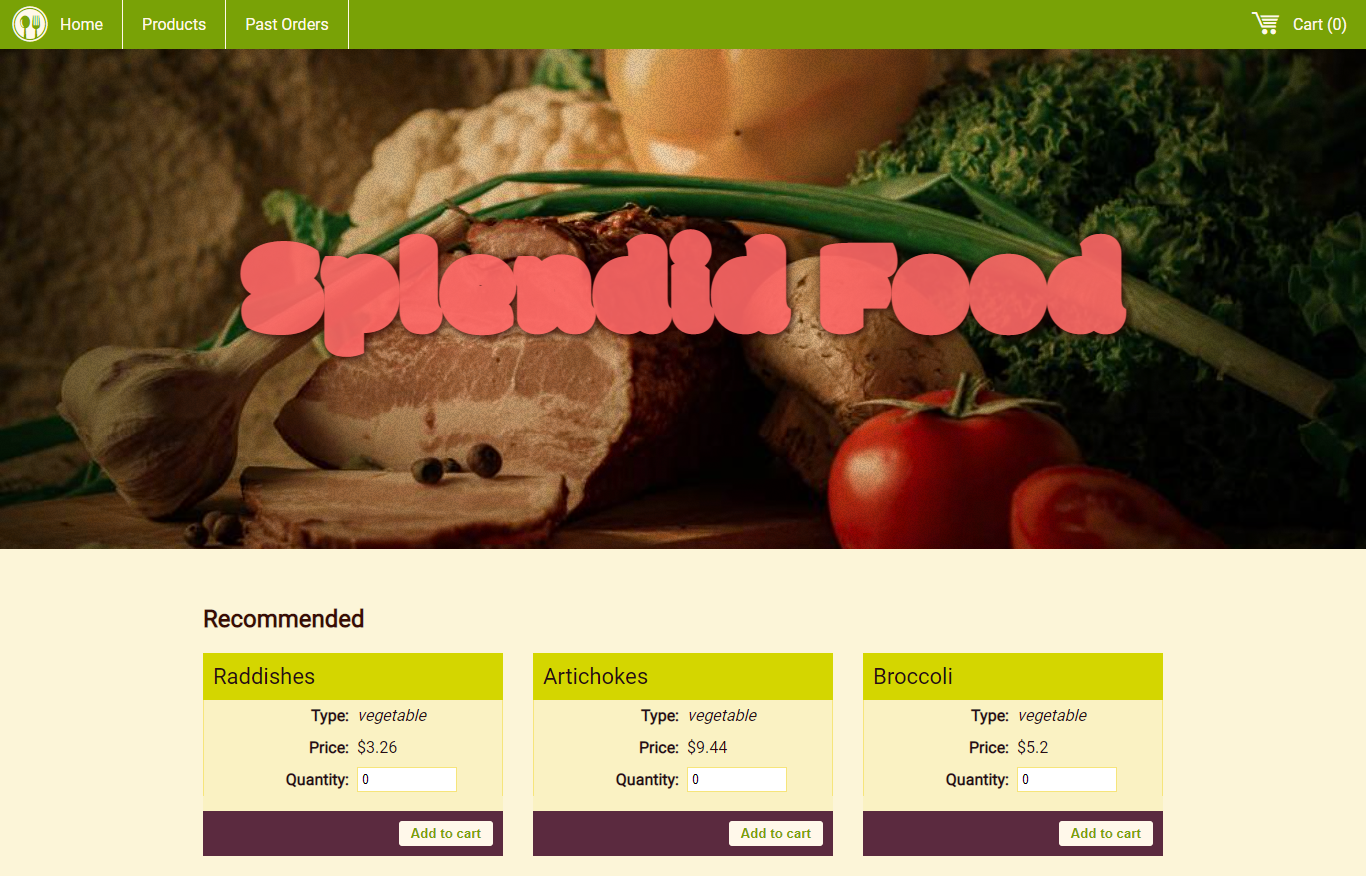 Home Products Past Orders Cart (0)
Splendid Food
Recommended
Raddishes
Type: vegetable
Price: $3.26
Quantity: 0
Add to cart
Artichokes
Type: vegetable
Price: $9.44
Quantity: 0
Add to cart
Broccoli
Type: vegetable
Price: $5.2
Quantity: 0
Add to cart